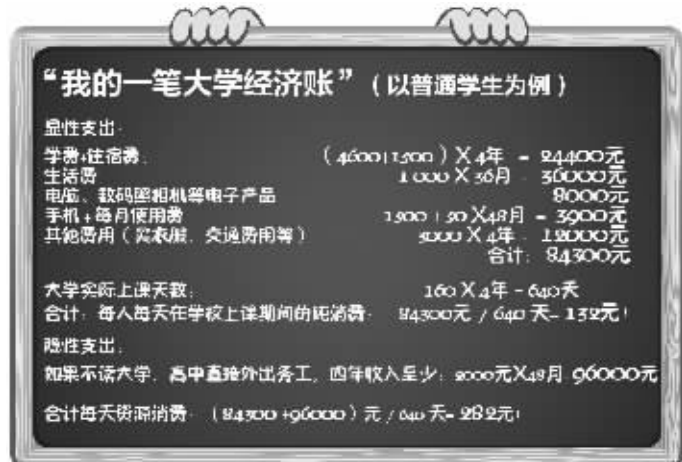 “我的一笔大学经济账”(以普通学生为例)
显性支出:
学费+住宿费: (4600+1500)×4年 = 24400元
生活费 1000×36月 = 36000元
电脑、数码照相机等电子产品 8000元
手机+每月使用费 1500+50×48月 = 3900元
其他费用(买衣服、交通费用等) 3000×4年 12000元
合计: 84300元
大学实际上课天数: 160×4年=640天
合计: 每人每天在学校上课期间的纯消费: 84300元/640天=132元!
隐性支出:
如果不读大学、高中直接外出务工,四年收入至少: 2000元×48月 96000元
合计每天资源消费: (84300+96000)元/640天=282元!